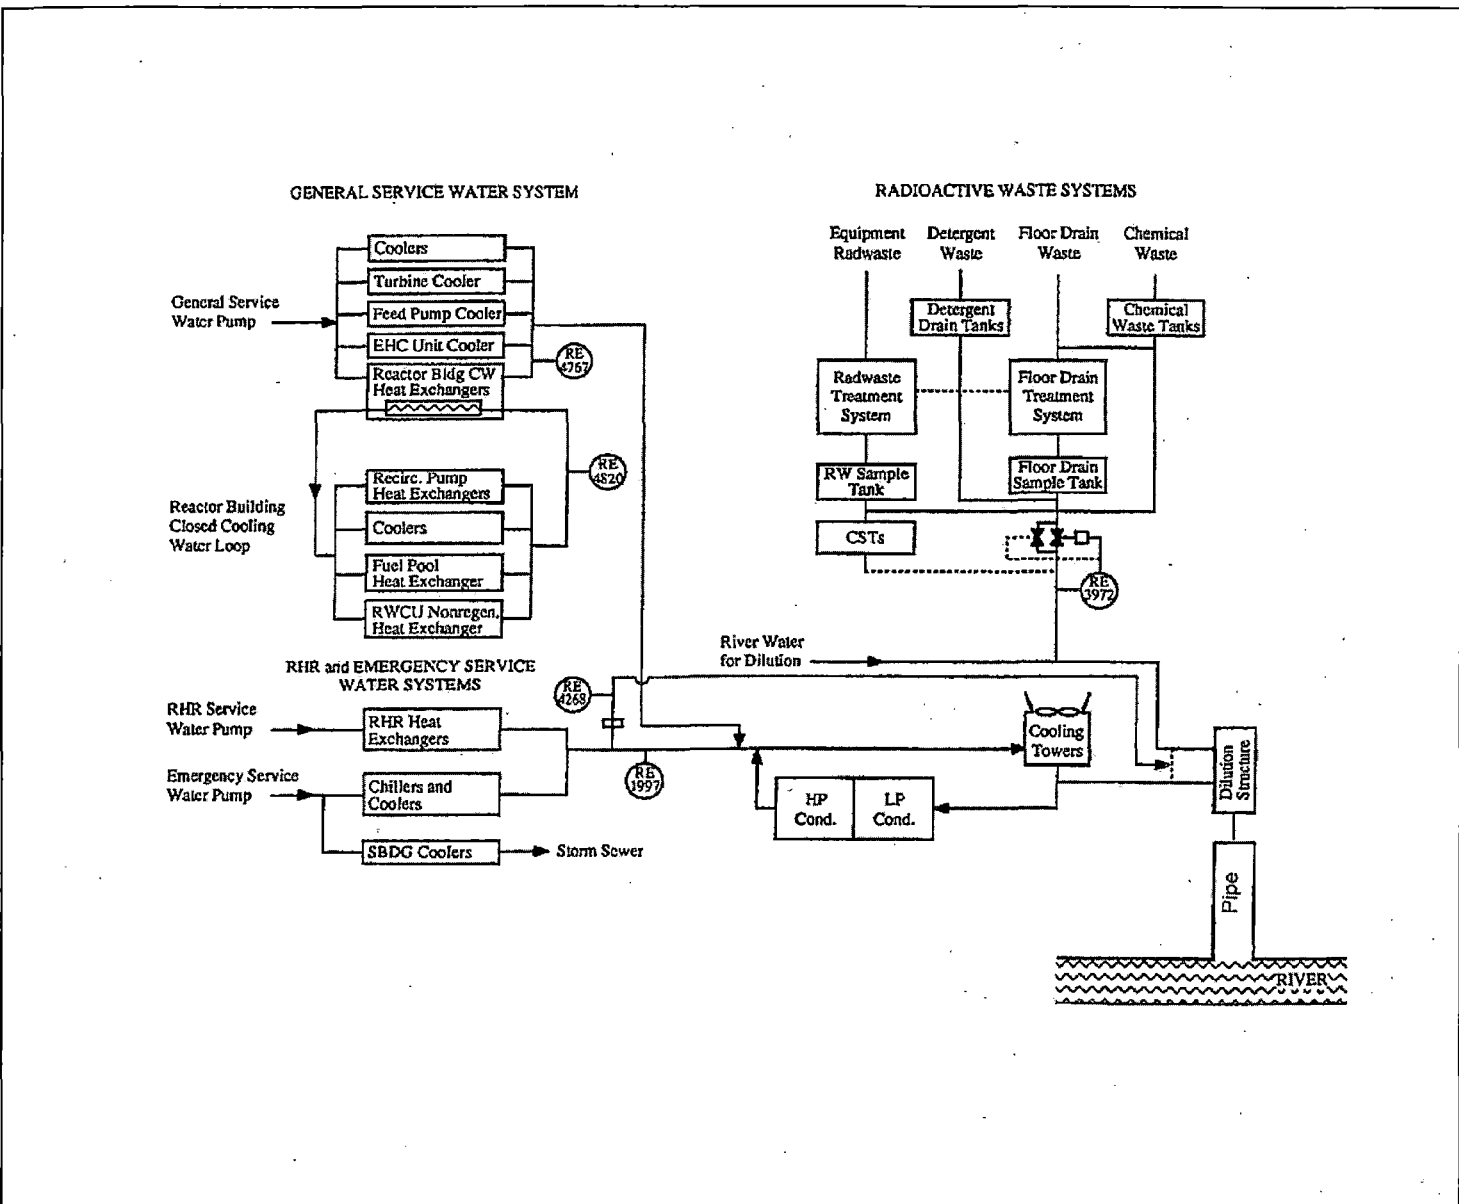 GENERAL SERVICE WATER SYSTEM
General Service
Water Pump
Coolers
Turbine Cooler
Feed Pump Cooler
EHC Unit Cooler
Reactor Bldg CW
Heat Exchangers
RE
4767
RE
4820
Reactor Building
Closed Cooling
Water Loop
Recirc. Pump
Heat Exchangers
Coolers
Fuel Pool
Heat Exchanger
RWCU Nonregen.
Heat Exchanger
RHR and EMERGENCY SERVICE
WATER SYSTEMS
RE
4268
RHR Service
Water Pump
RHR Heat
Exchangers
Emergency Service
Water Pump
Chillers and
Coolers
RE
1997
SBDG Coolers
Storm Sewer
RADIOACTIVE WASTE SYSTEMS
Equipment
Radwaste
Detergent
Waste
Floor Drain
Waste
Chemical
Waste
Detergent
Drain Tanks
Chemical
Waste Tanks
Radwaste
Treatment
System
Floor Drain
Treatment
System
RW Sample
Tank
Floor Drain
Sample Tank
CSTs
RE
3972
River Water
for Dilution
Cooling
Towers
HP
Cond.
LP
Cond.
Dilution
Structure
Pipe
RIVER